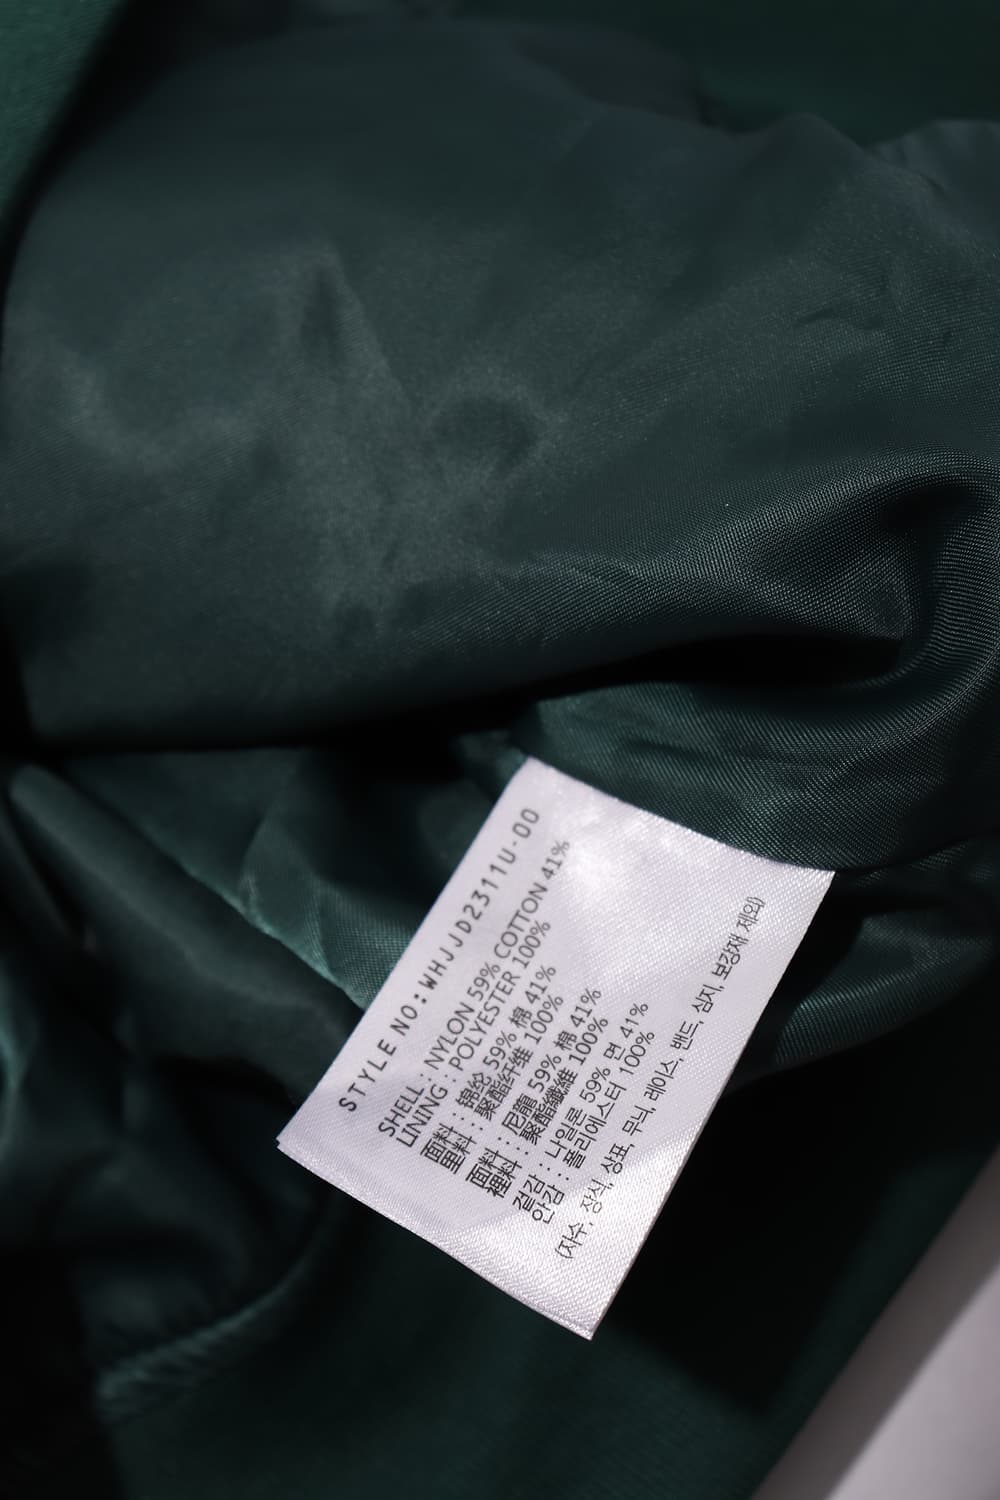 STYLE NO:WHJJD2311U-00
SHELL : NYLON 59% COTTON 41%
LINING : POLYESTER 100%
面料 : 锦纶 59% 棉 41%
里料 : 聚酯纤维 100%
面料 : 尼龍 59% 棉 41%
裡料 : 聚酯纖維 100%
겉감 : 나일론 59% 면 41%
안감 : 폴리에스터 100%
(자수, 장식, 상표, 무늬, 레이스, 밴드, 심지, 보강재 제외)